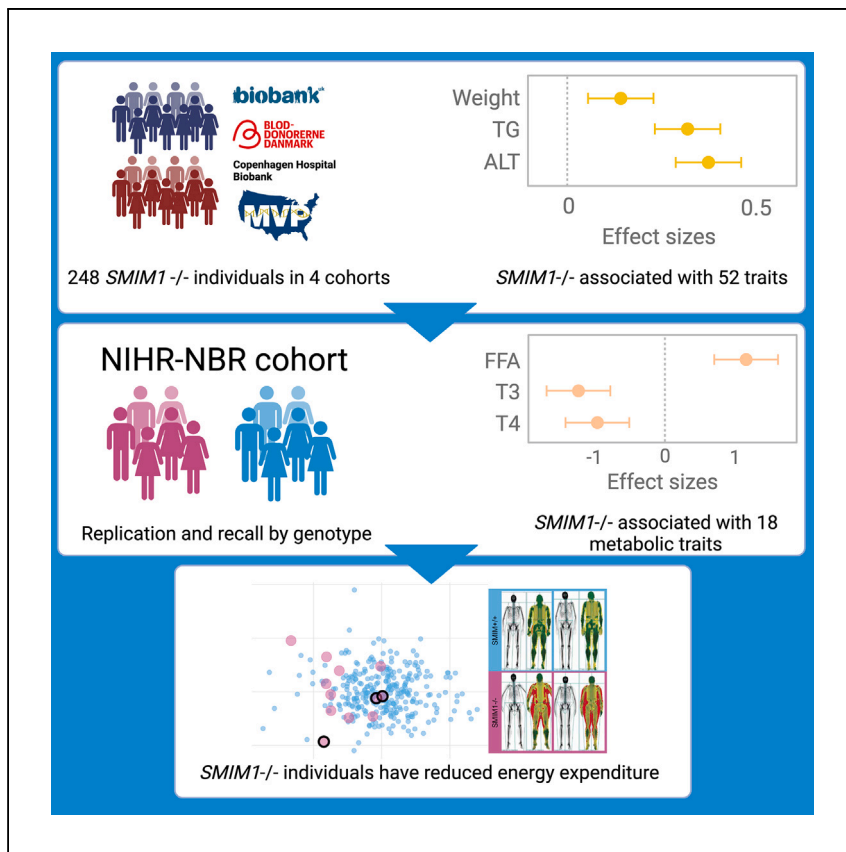 biobank uk
BLOD-
DONORERNE
DANMARK
Copenhagen Hospital
Biobank
MVP
248 SMIM1 -/- individuals in 4 cohorts
Weight
TG
ALT
0
0.5
Effect sizes
SMIM1-/- associated with 52 traits
NIHR-NBR cohort
Replication and recall by genotype
FFA
T3
T4
-1
0
1
Effect sizes
SMIM1-/- associated with 18
metabolic traits
SMIM+/+
SMIM1-/-
SMIM1-/- individuals have reduced energy expenditure